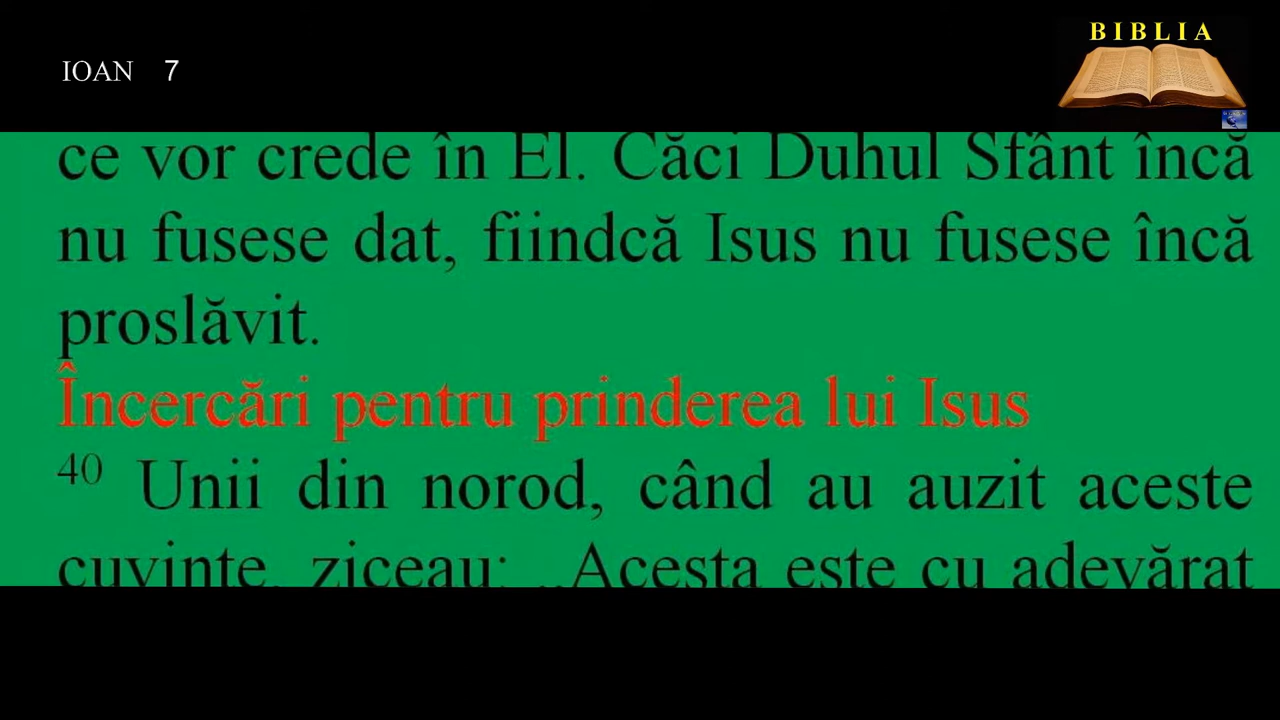 BIBLIA
IOAN 7
ce vor crede în El. Căci Duhul Sfânt încă
nu fusese dat, fiindcă Isus nu fusese încă
proslăvit.
Încercări pentru prinderea lui Isus
40 Unii din norod, când au auzit aceste
cuvinte, ziceau: „Acesta este cu adevărat